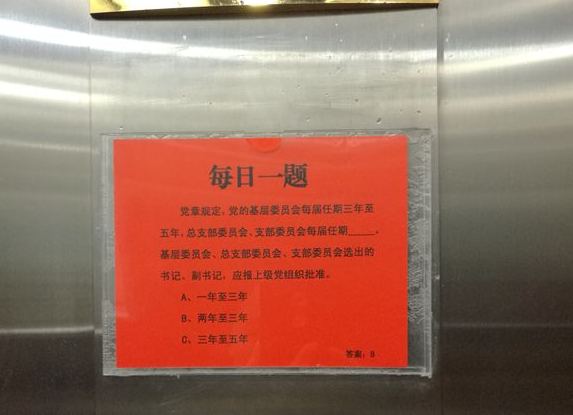 每日一题
党章规定，党的基层委员会每届任期三年至
五年，总支部委员会、支部委员会每届任期_____。
基层委员会、总支部委员会、支部委员会选出的
书记、副书记，应报上级党组织批准。
A、一年至三年
B、两年至三年
C、三年至五年
答案：B